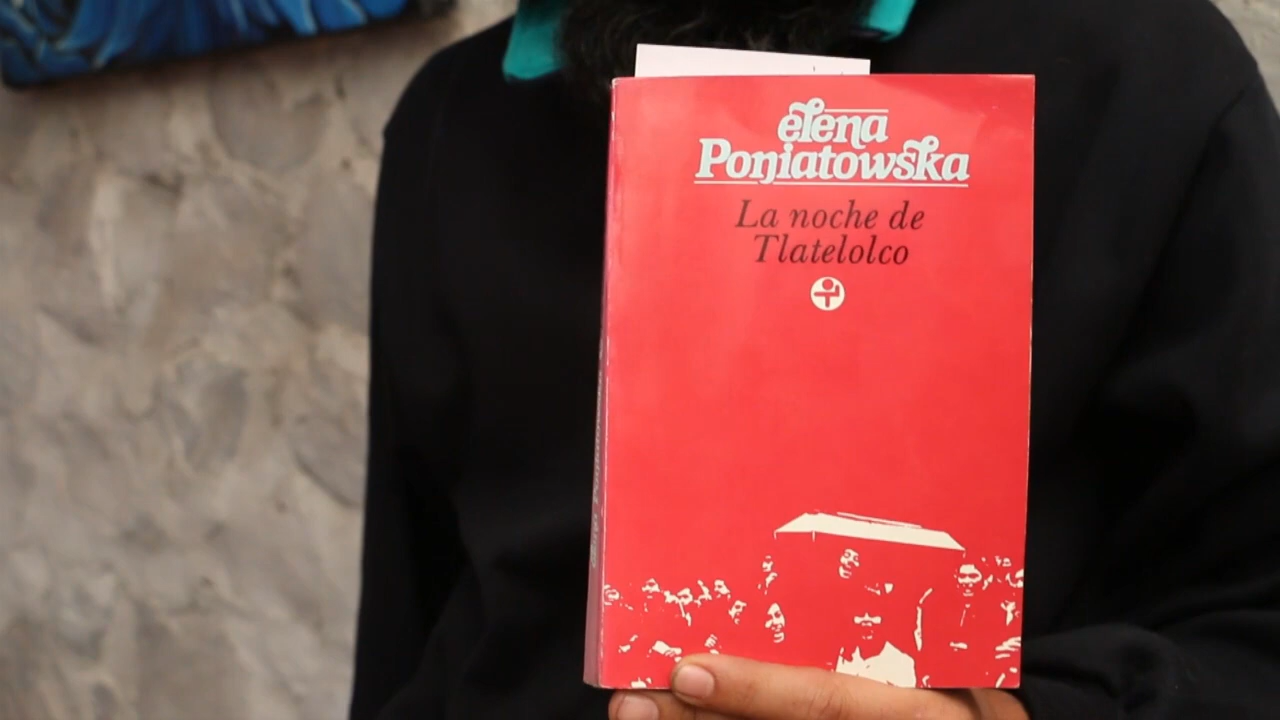 elena
Poniatowska
La noche de
Tlatelolco